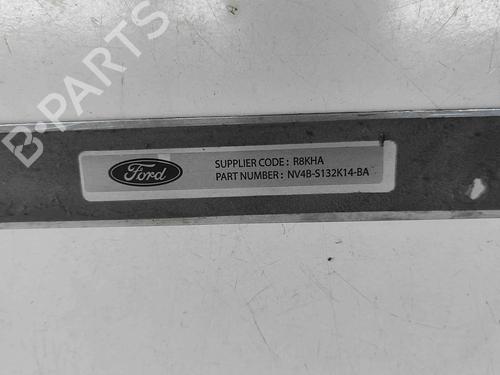 B-PARTS
Ford
SUPPLIER CODE : R8KHA
PART NUMBER : NV4B-S132K14-BA